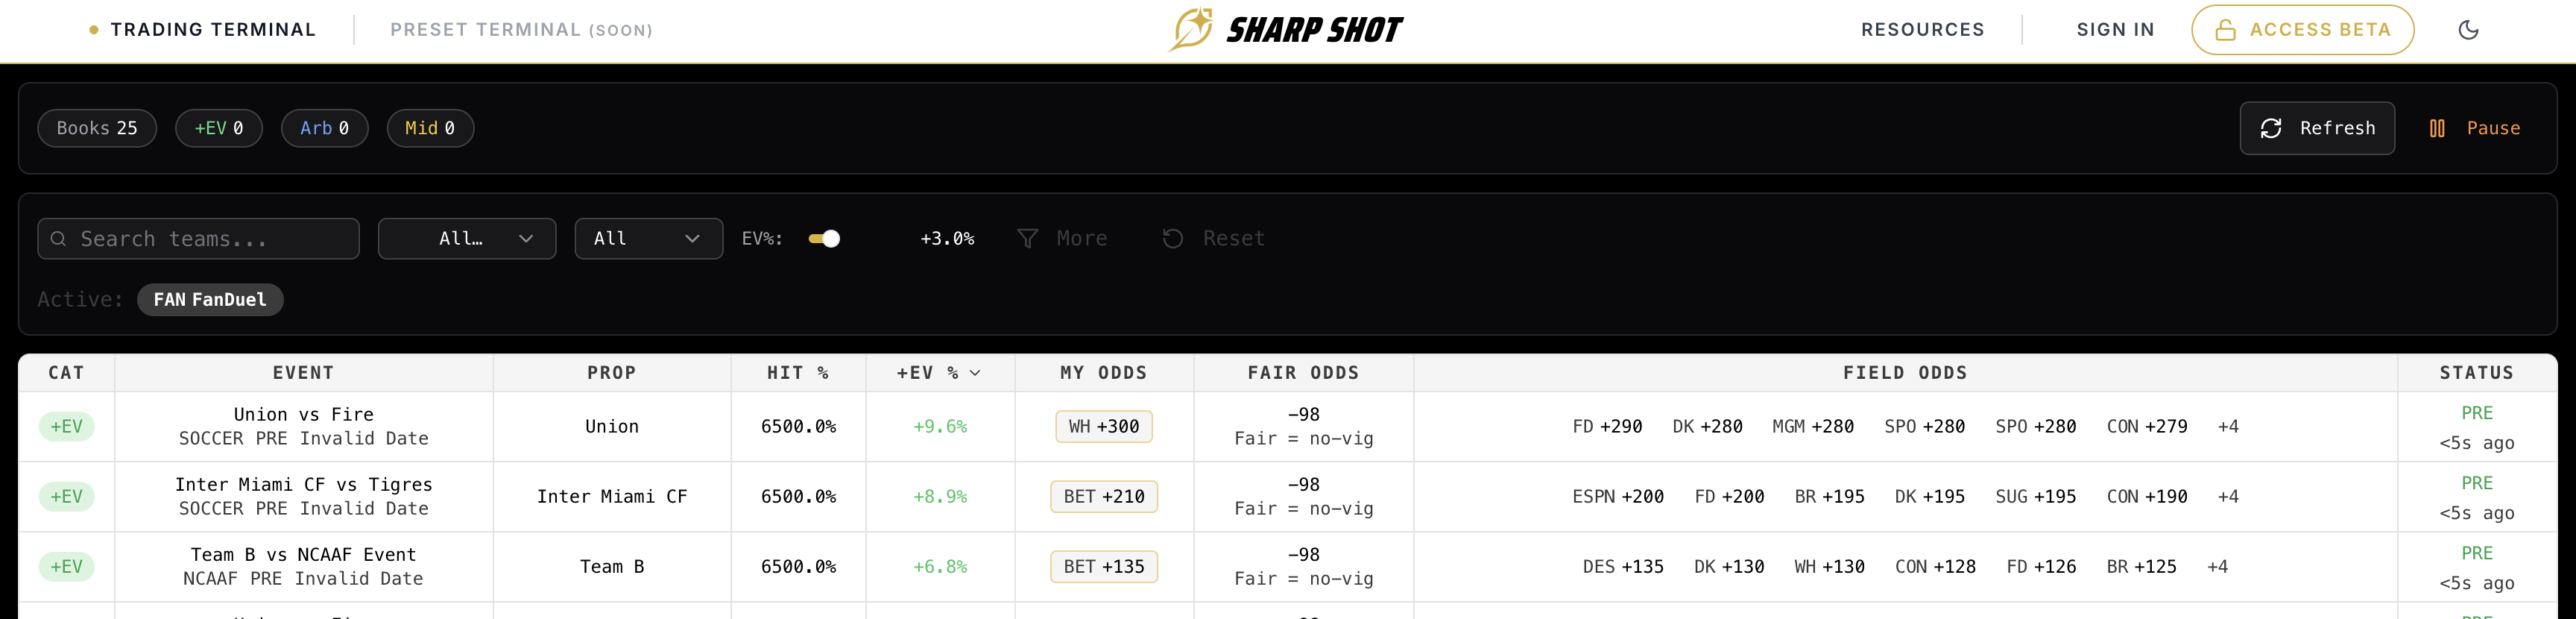 TRADING TERMINAL PRESET TERMINAL (SOON) SHARP SHOT RESOURCES SIGN IN ACCESS BETA
Books 25 +EV 0 Arb 0 Mid 0 Refresh Pause
Search teams... All… All EV%: +3.0% More Reset
Active: FAN FanDuel
CAT EVENT PROP HIT % +EV % MY ODDS FAIR ODDS FIELD ODDS STATUS
+EV Union vs Fire Union 6500.0% +9.6% WH +300 -98 FD +290 DK +280 MGM +280 SPO +280 SPO +280 CON +279 +4 PRE
SOCCER PRE Invalid Date Fair = no-vig <5s ago
+EV Inter Miami CF vs Tigres Inter Miami CF 6500.0% +8.9% BET +210 -98 ESPN +200 FD +200 BR +195 DK +195 SUG +195 CON +190 +4 PRE
SOCCER PRE Invalid Date Fair = no-vig <5s ago
+EV Team B vs NCAAF Event Team B 6500.0% +6.8% BET +135 -98 DES +135 DK +130 WH +130 CON +128 FD +126 BR +125 +4 PRE
NCAAF PRE Invalid Date Fair = no-vig <5s ago